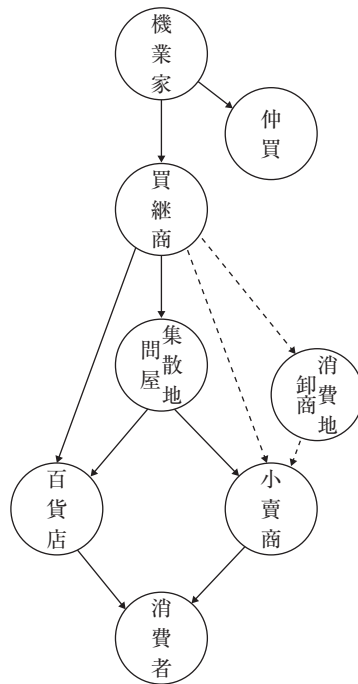 機業家
仲買
買継商
集散地
問屋
消費地
卸商
百貨店
小賣商
消費者